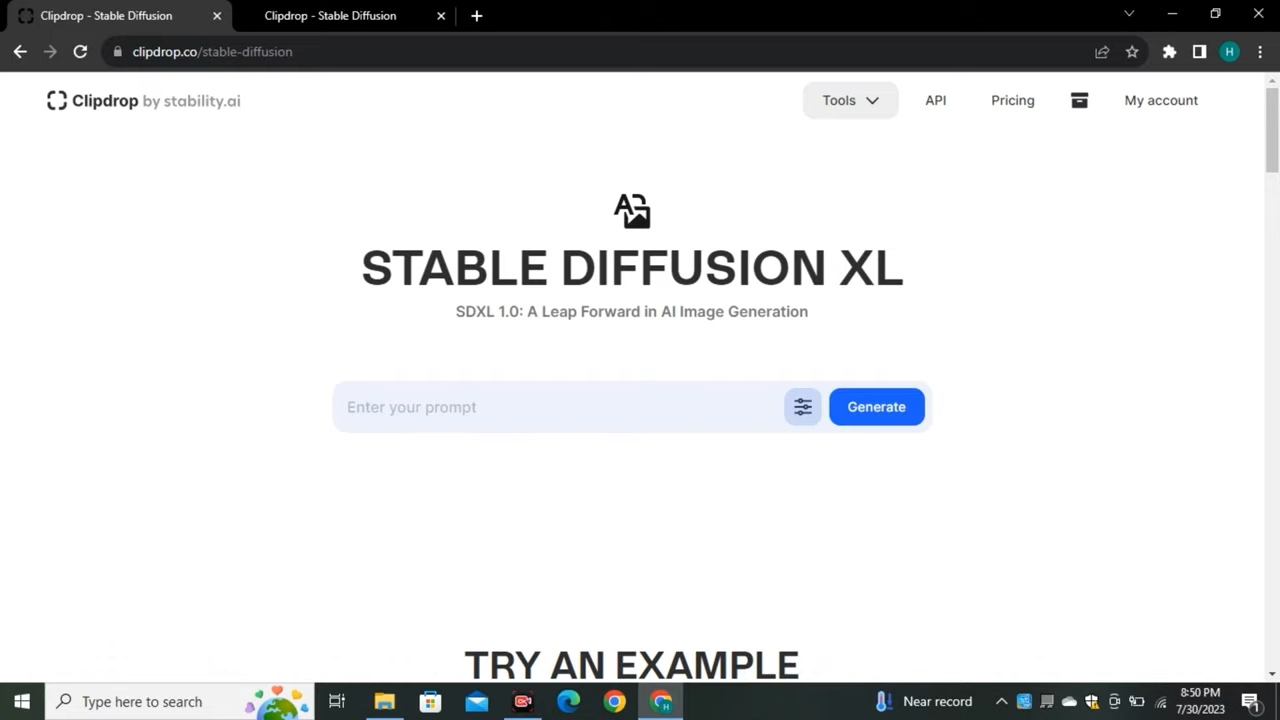 Clipdrop - Stable Diffusion
Clipdrop - Stable Diffusion
clipdrop.co/stable-diffusion
H
Clipdrop by stability.ai
Tools
API
Pricing
My account
STABLE DIFFUSION XL
SDXL 1.0: A Leap Forward in AI Image Generation
Enter your prompt
Generate
TRY AN EXAMPLE
Type here to search
H
Near record
8:50 PM
7/30/2023
1